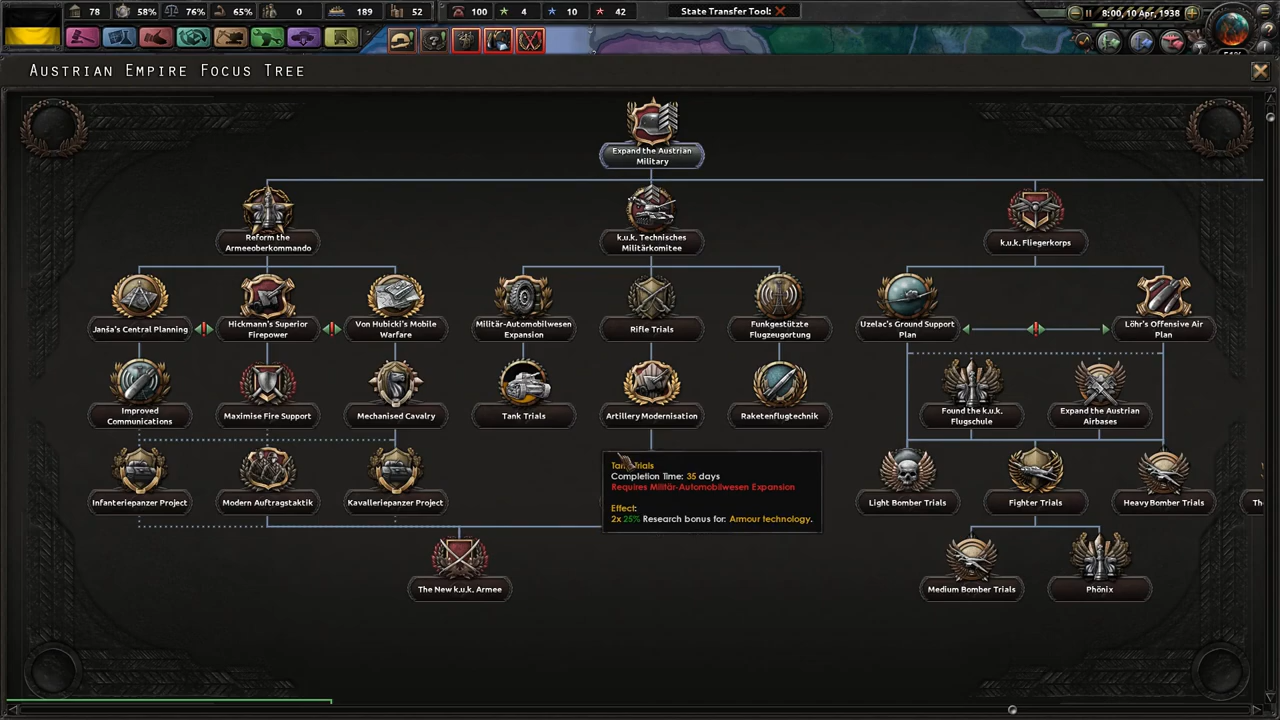 78 58% 76% 65% 0 189 52 100 4 10 42 State Transfer Tool: 8:00, 10 Apr, 1938
Austrian Empire Focus Tree
Expand the Austrian
Military
Reform the
Armeeoberkommando
k.u.k. Technisches
Militärkomitee
k.u.k. Fliegerkorps
Janša's Central Planning
Hickmann's Superior
Firepower
Von Hubicki's Mobile
Warfare
Militär-Automobilwesen
Expansion
Rifle Trials
Funkgestützte
Flugzeugortung
Uzelac's Ground Support
Plan
Löhr's Offensive Air
Plan
Improved
Communications
Maximise Fire Support
Mechanised Cavalry
Tank Trials
Artillery Modernisation
Raketenflugtechnik
Found the k.u.k.
Flugschule
Expand the Austrian
Airbases
Infanteriepanzer Project
Modern Auftragstaktik
Kavalleriepanzer Project
Tank Trials
Completion Time: 35 days
Requires Militär-Automobilwesen Expansion
Effect:
2x 25% Research bonus for: Armour technology.
Light Bomber Trials
Fighter Trials
Heavy Bomber Trials
The New k.u.k. Armee
Medium Bomber Trials
Phönix